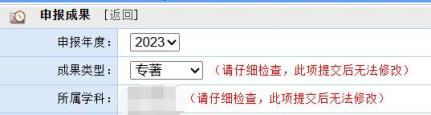 申报成果 [返回]
申报年度： 2023
成果类型： 专著 （请仔细检查，此项提交后无法修改）
所属学科： （请仔细检查，此项提交后无法修改）